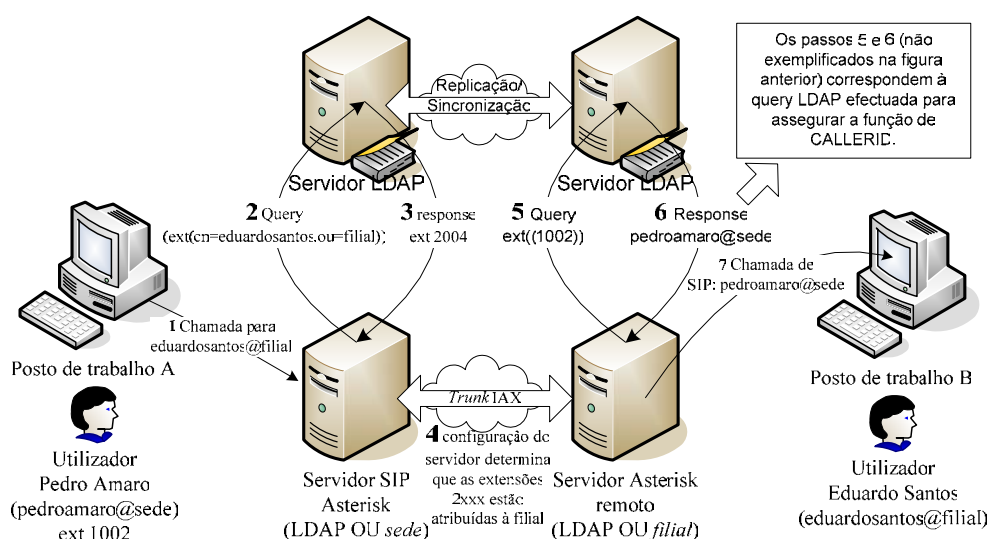 Os passos 5 e 6 (não
exemplificados na figura
anterior) correspondem à
query LDAP efectuada para
assegurar a função de
CALLERID.
Replicação/
Sincronização
Servidor LDAP
Servidor LDAP
2 Query
(ext(cn=eduardosantos.ou=filial))
3 response
ext 2004
5 Query
ext((1002))
6 Response
pedroamaro@sede
7 Chamada de
SIP: pedroamaro@sede
1 Chamada para
eduardosantos@filial
Posto de trabalho A
Utilizador
Pedro Amaro
(pedroamaro@sede)
ext 1002
Trunk IAX
4 configuração do
servidor determina
que as extensões
2xxx estão
atribuídas à filial
Servidor SIP
Asterisk
(LDAP OU sede)
Servidor Asterisk
remoto
(LDAP OU filial)
Posto de trabalho B
Utilizador
Eduardo Santos
(eduardosantos@filial)